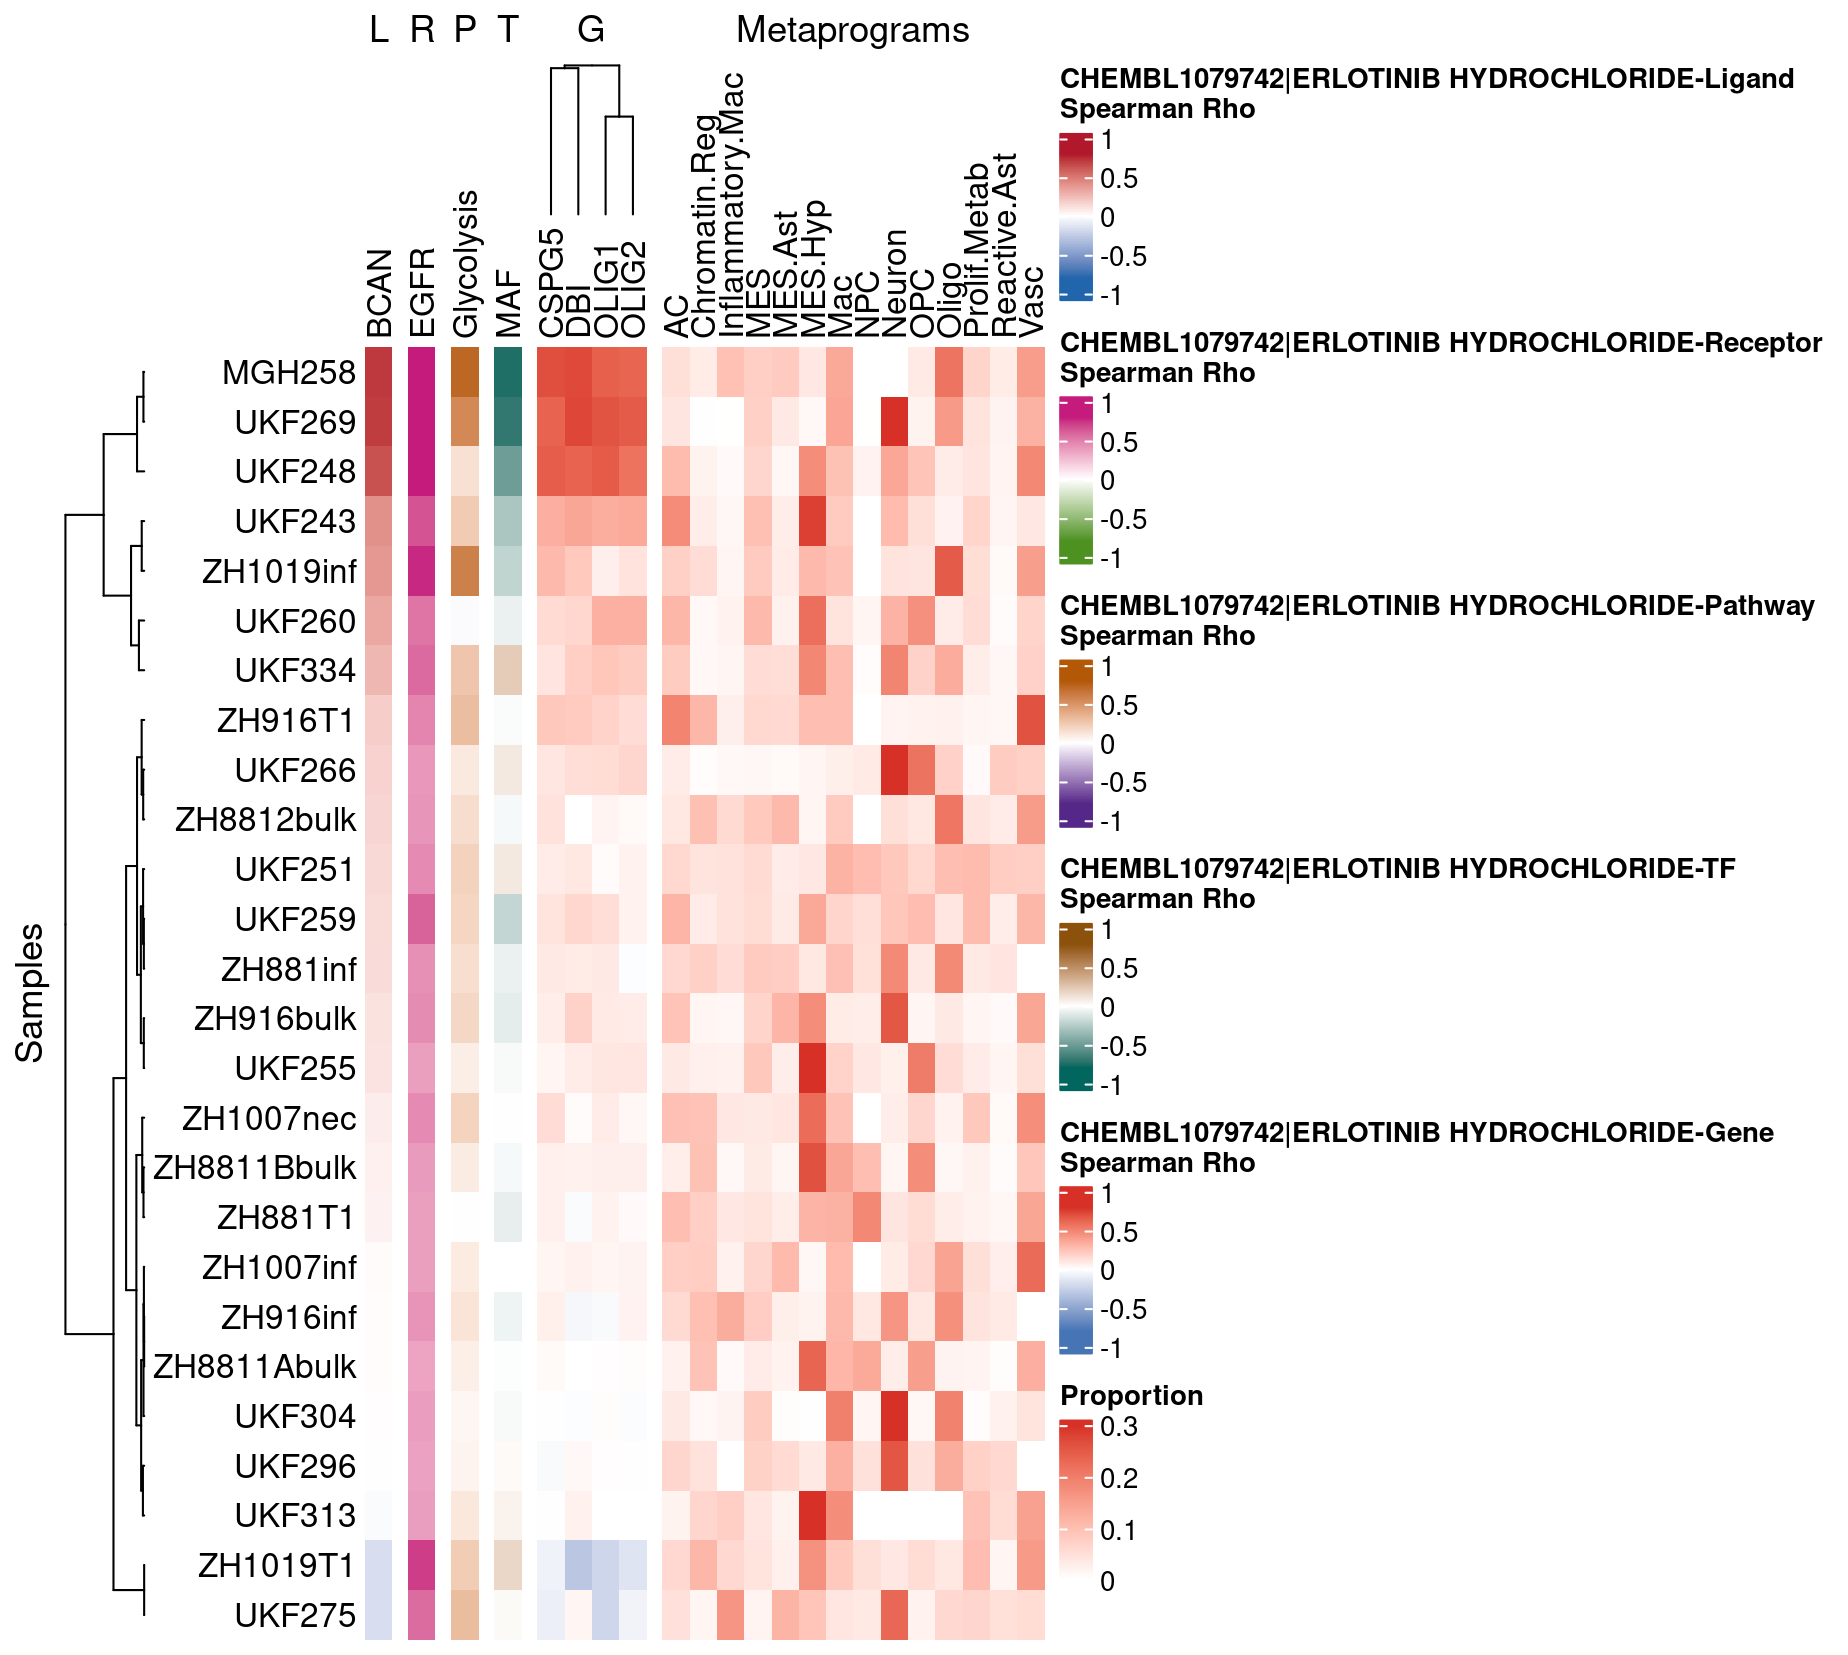 L R P T G Metaprograms
BCAN
EGFR
Glycolysis
MAF
CSPG5
DBI
OLIG1
OLIG2
AC
Chromatin.Reg
Inflammatory.Mac
MES
MES.Ast
MES.Hyp
Mac
NPC
Neuron
OPC
Oligo
Prolif.Metab
Reactive.Ast
Vasc
Samples
MGH258
UKF269
UKF248
UKF243
ZH1019inf
UKF260
UKF334
ZH916T1
UKF266
ZH8812bulk
UKF251
UKF259
ZH881inf
ZH916bulk
UKF255
ZH1007nec
ZH8811Bbulk
ZH881T1
ZH1007inf
ZH916inf
ZH8811Abulk
UKF304
UKF296
UKF313
ZH1019T1
UKF275
CHEMBL1079742|ERLOTINIB HYDROCHLORIDE-Ligand
Spearman Rho
1
0.5
0
-0.5
-1
CHEMBL1079742|ERLOTINIB HYDROCHLORIDE-Receptor
Spearman Rho
1
0.5
0
-0.5
-1
CHEMBL1079742|ERLOTINIB HYDROCHLORIDE-Pathway
Spearman Rho
1
0.5
0
-0.5
-1
CHEMBL1079742|ERLOTINIB HYDROCHLORIDE-TF
Spearman Rho
1
0.5
0
-0.5
-1
CHEMBL1079742|ERLOTINIB HYDROCHLORIDE-Gene
Spearman Rho
1
0.5
0
-0.5
-1
Proportion
0.3
0.2
0.1
0